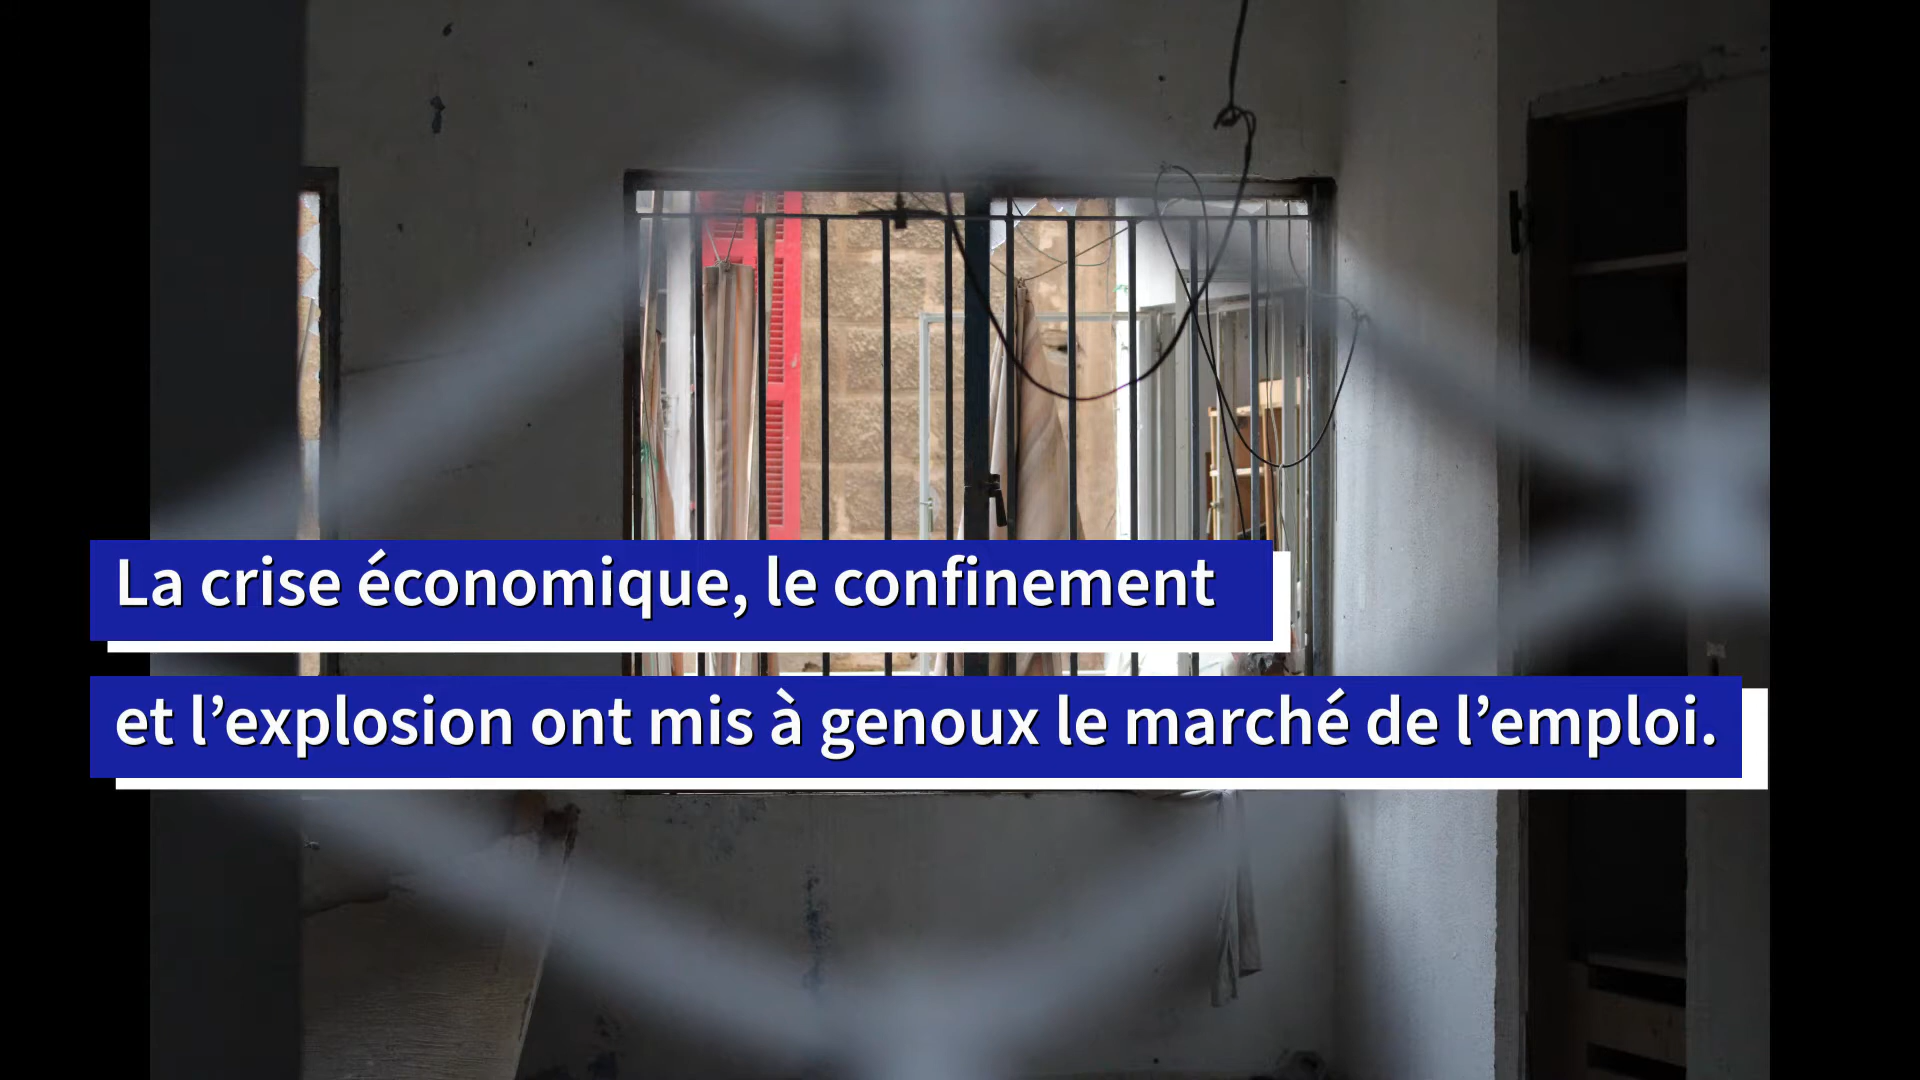 La crise économique, le confinement
et l’explosion ont mis à genoux le marché de l’emploi.